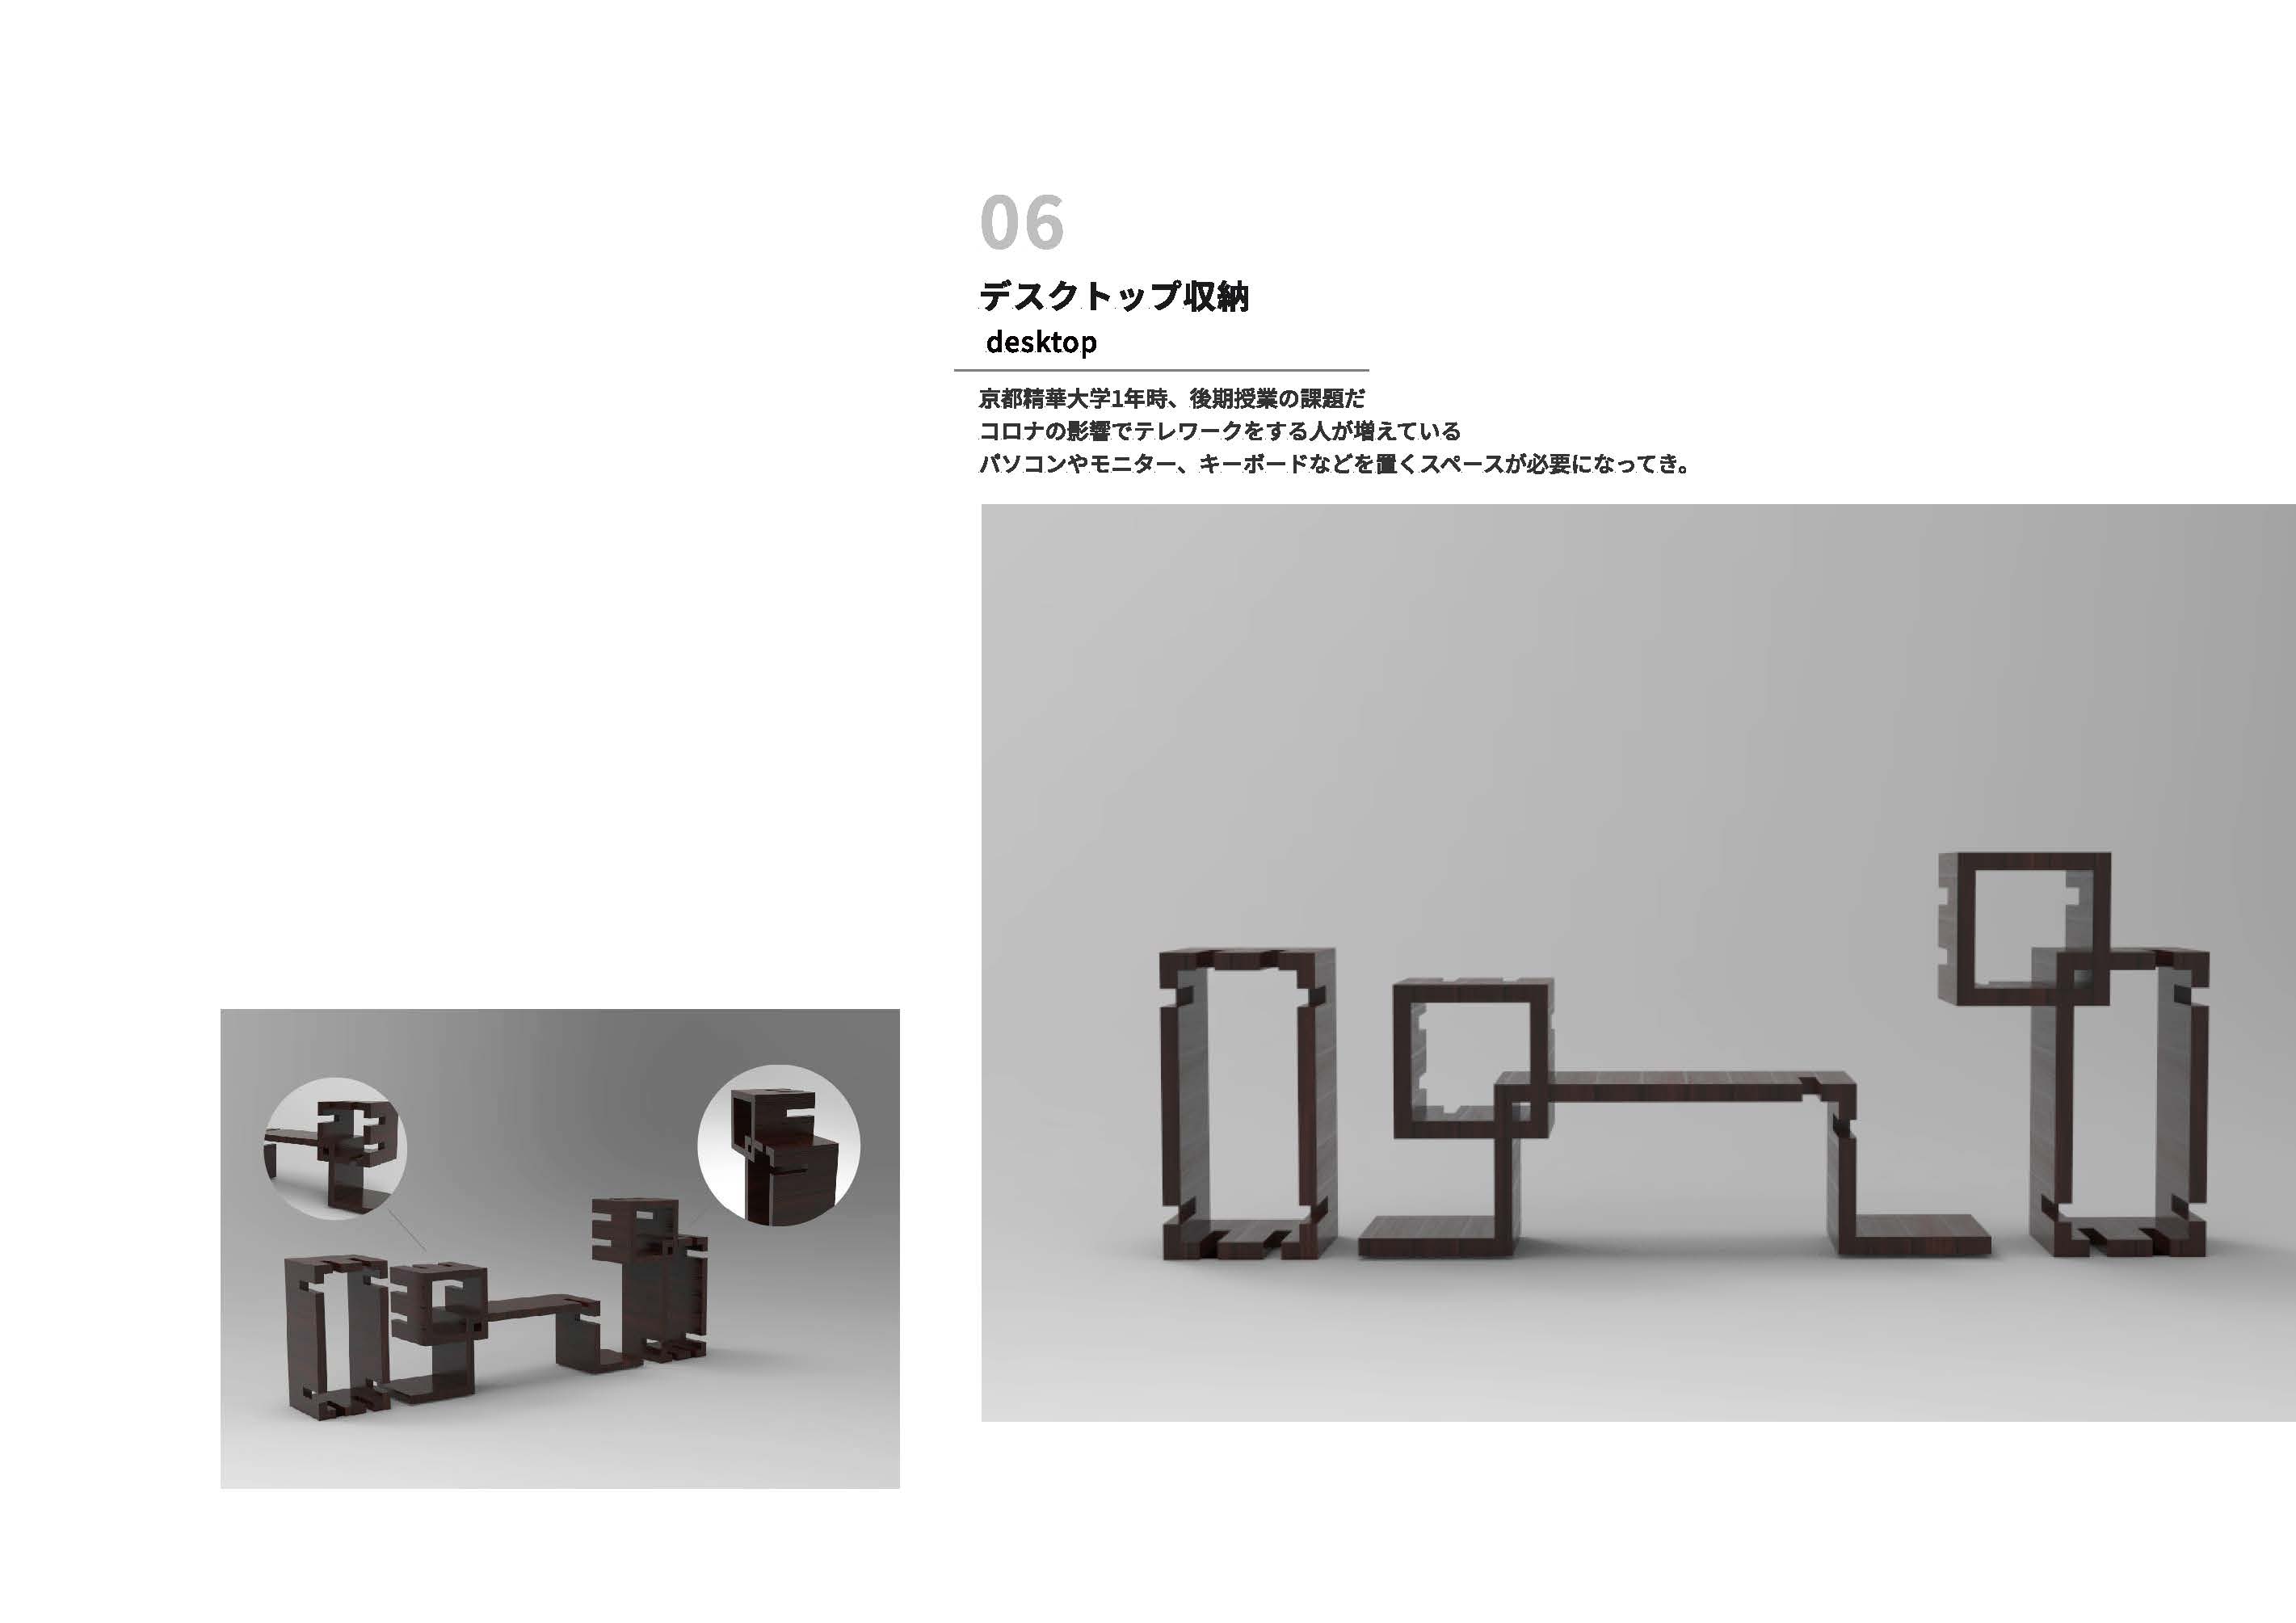 06
デスクトップ収納
desktop
京都精華大学1年時、後期授業の課題だ
コロナの影響でテレワークをする人が増えている
パソコンやモニター、キーボードなどを置くスペースが必要になってき。